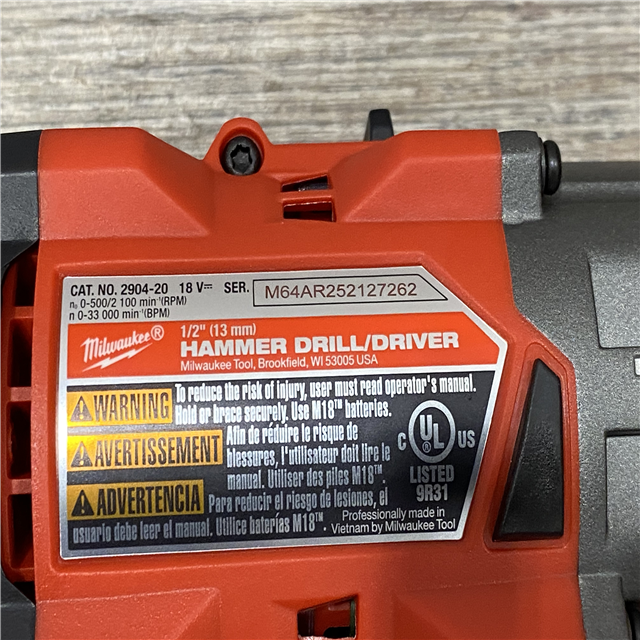 CAT. NO. 2904-20 18 V⎓ SER. M64AR252127262
n₀ 0-500/2 100 min⁻¹(RPM)
n 0-33 000 min⁻¹(BPM)
Milwaukee®
1/2" (13 mm)
HAMMER DRILL/DRIVER
Milwaukee Tool, Brookfield, WI 53005 USA
WARNING To reduce the risk of injury, user must read operator's manual.
Hold or brace securely. Use M18™ batteries.
AVERTISSEMENT Afin de réduire le risque de
blessures, l'utilisateur doit lire le
manual. Utiliser des piles M18™.
ADVERTENCIA Para reducir el riesgo de lesiones, el
usuario debe leer el manual. Utilice baterías M18™.
C UL US
LISTED
9R31
Professionally made in
Vietnam by Milwaukee Tool